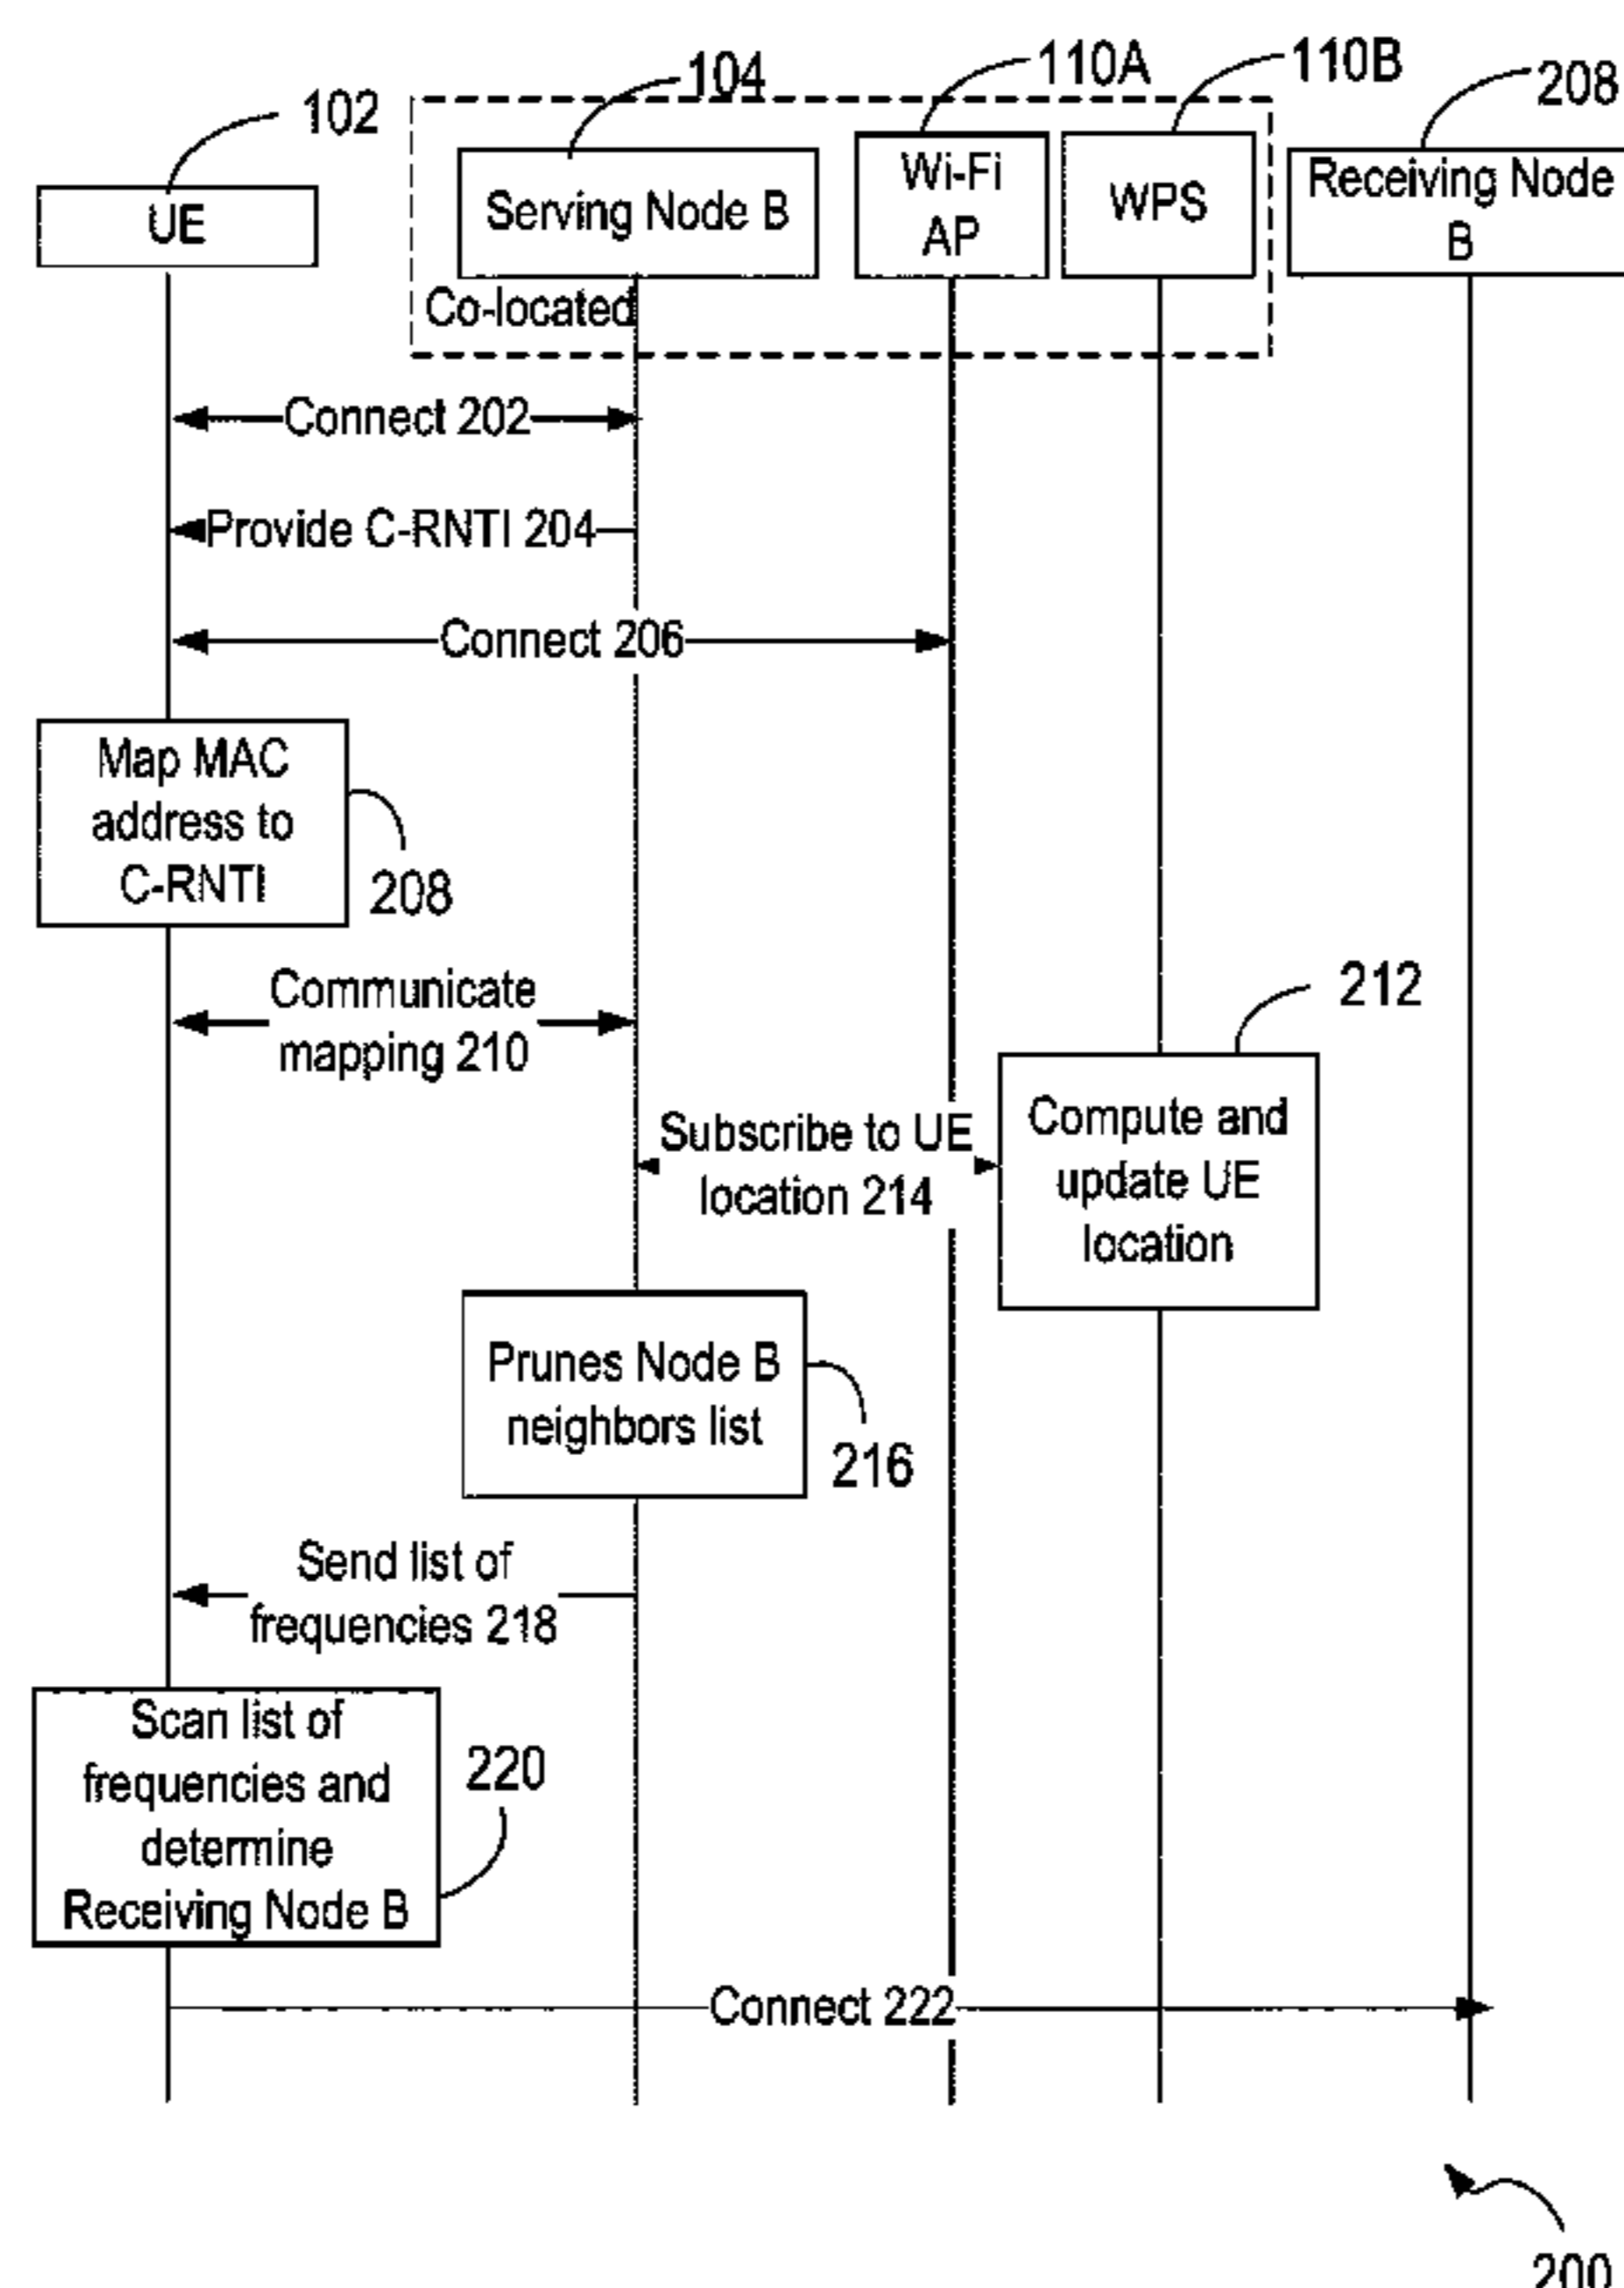 104
110A
110B
208
102
UE
Serving Node B
Wi-Fi
AP
WPS
Receiving Node
B
Co-located
Connect 202
Provide C-RNTI 204
Connect 206
Map MAC
address to
C-RNTI
208
Communicate
mapping 210
212
Subscribe to UE
location 214
Compute and
update UE
location
Prunes Node B
neighbors list
216
Send list of
frequencies 218
Scan list of
frequencies and
determine
Receiving Node B
220
Connect 222
200